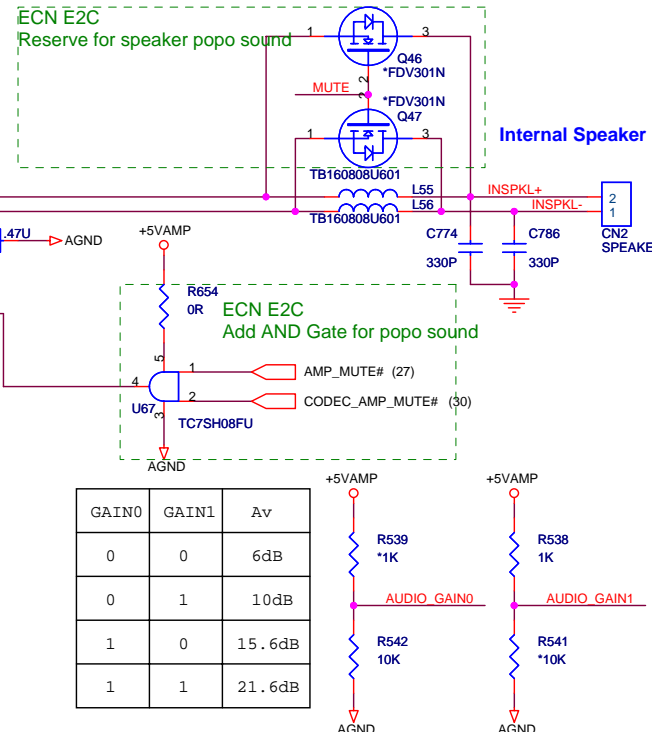 ECN E2C
Reserve for speaker popo sound
1
3
Q46
*FDV301N
2
MUTE
2
*FDV301N
Q47
1
3
Internal Speaker
TB160808U601
L55
INSPKL+
2
L56
INSPKL-
1
TB160808U601
CN2
SPEAKE
.47U
AGND
+5VAMP
C774
C786
330P
330P
R654
0R
ECN E2C
Add AND Gate for popo sound
5
4
1
AMP_MUTE# (27)
2
CODEC_AMP_MUTE# (30)
U67
3
TC7SH08FU
AGND
GAIN0 GAIN1 Av
0 0 6dB
0 1 10dB
1 0 15.6dB
1 1 21.6dB
+5VAMP
+5VAMP
R539
*1K
R538
1K
AUDIO_GAIN0
AUDIO_GAIN1
R542
10K
R541
*10K
AGND
AGND